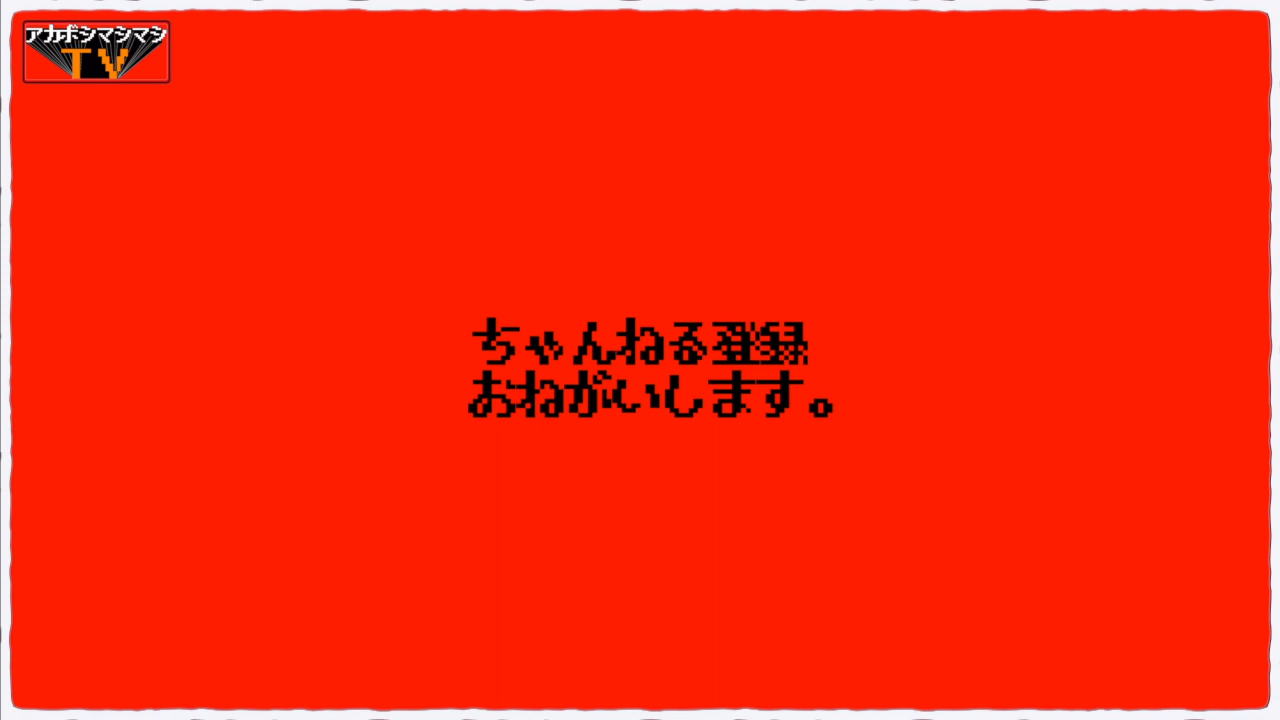 アカボシマシマシ
TV
ちゃんねる登録
おねがいします。